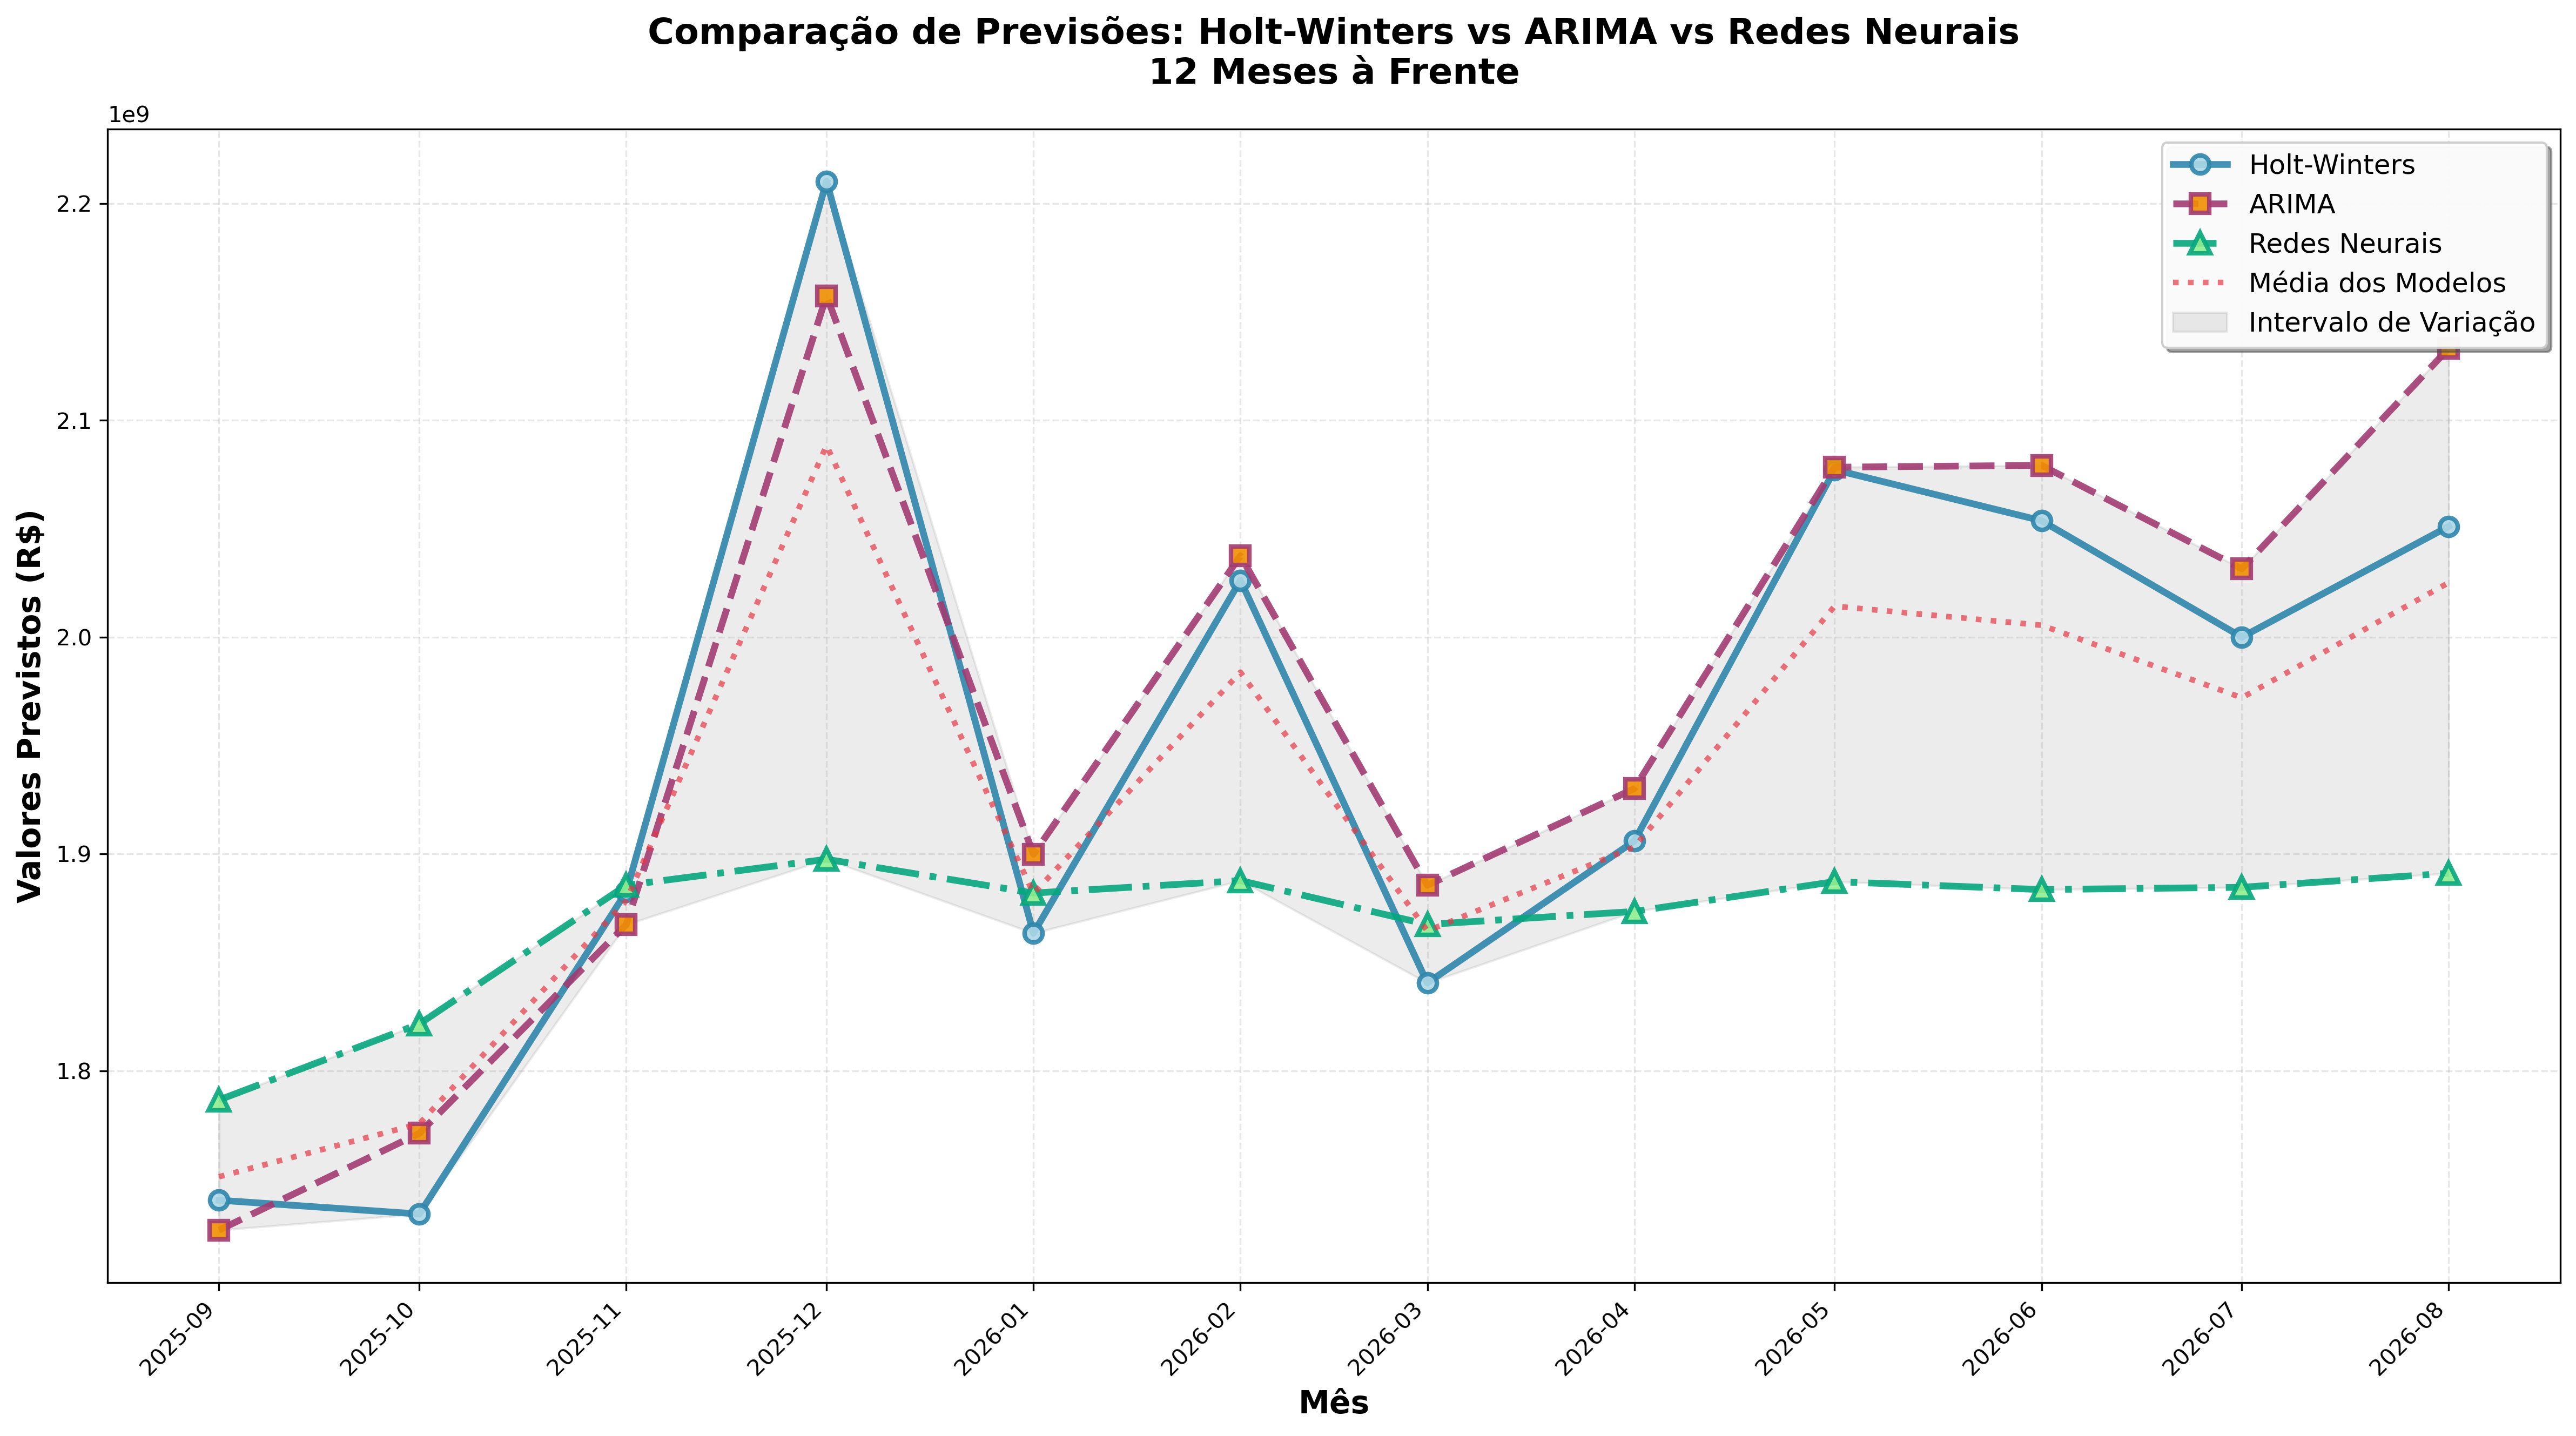 Comparação de Previsões: Holt-Winters vs ARIMA vs Redes Neurais
12 Meses à Frente
1e9
Holt-Winters
ARIMA
Redes Neurais
Média dos Modelos
Intervalo de Variação
Valores Previstos (R$)
2.2
2.1
2.0
1.9
1.8
2025-09
2025-10
2025-11
2025-12
2026-01
2026-02
2026-03
2026-04
2026-05
2026-06
2026-07
2026-08
Mês